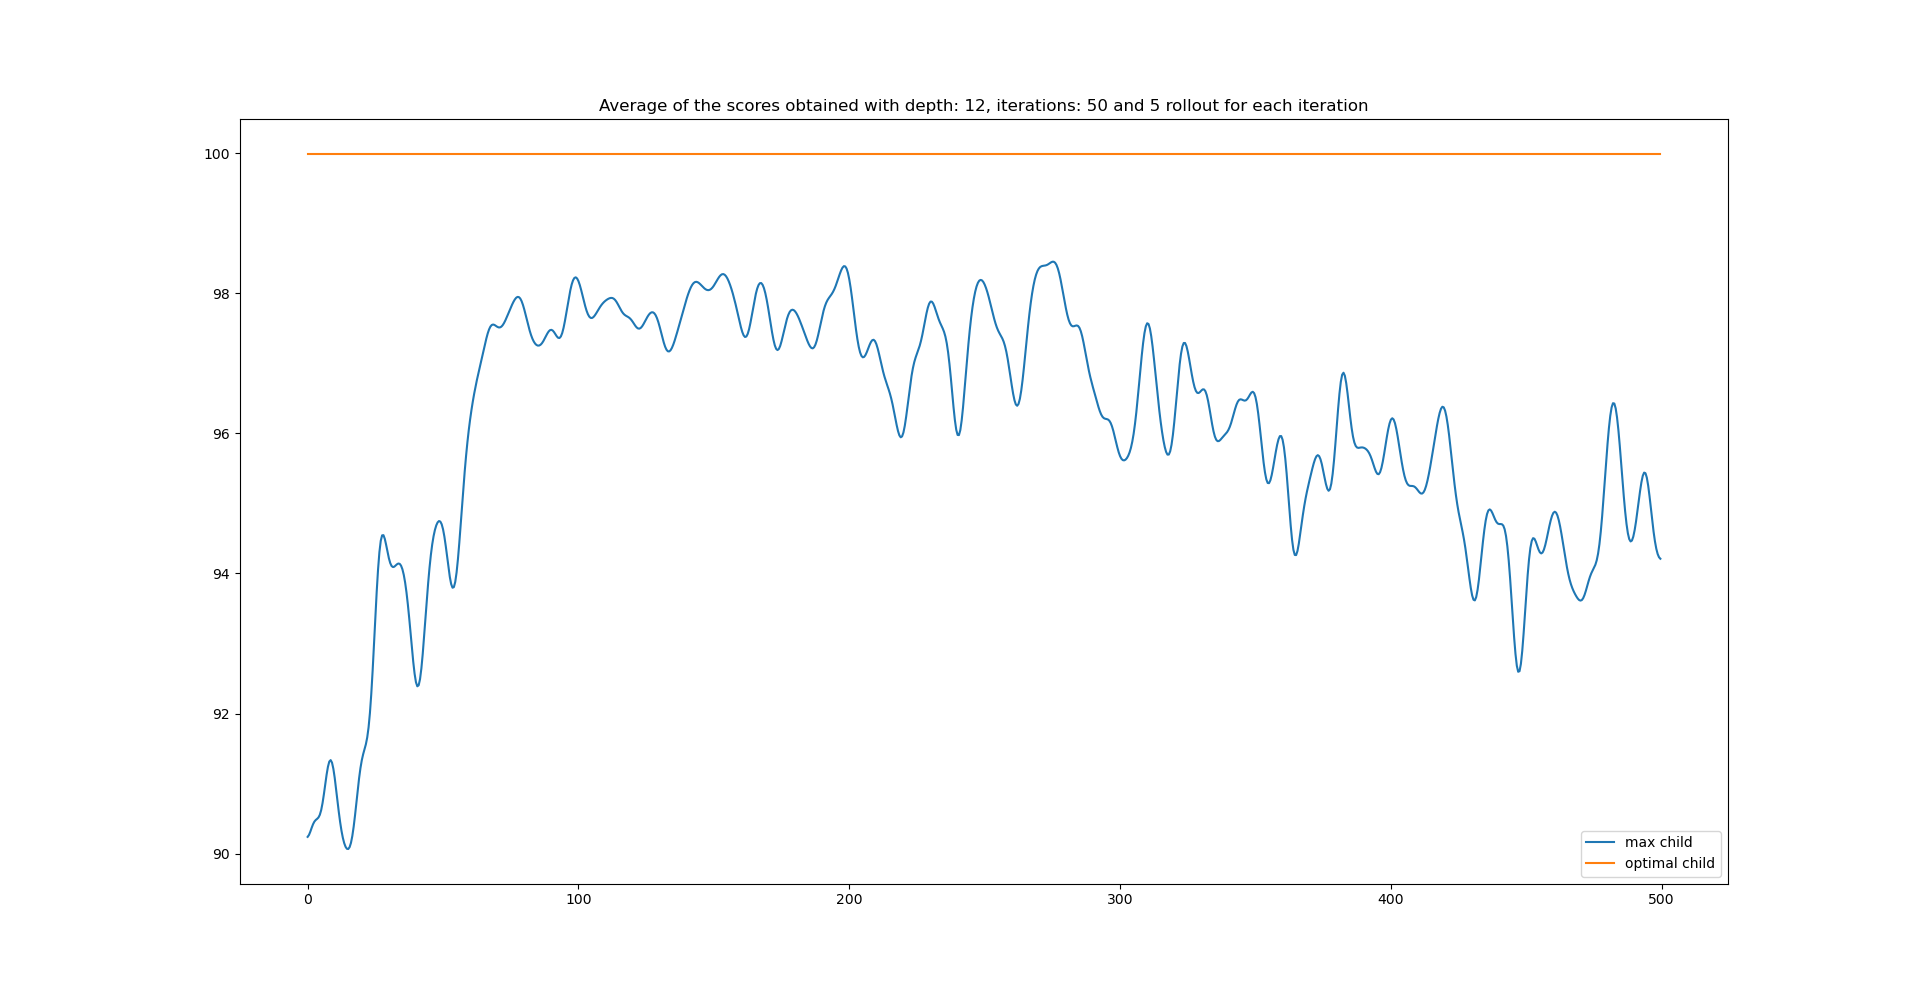 Average of the scores obtained with depth: 12, iterations: 50 and 5 rollout for each iteration
100
98
96
94
92
90
max child
optimal child
0 100 200 300 400 500